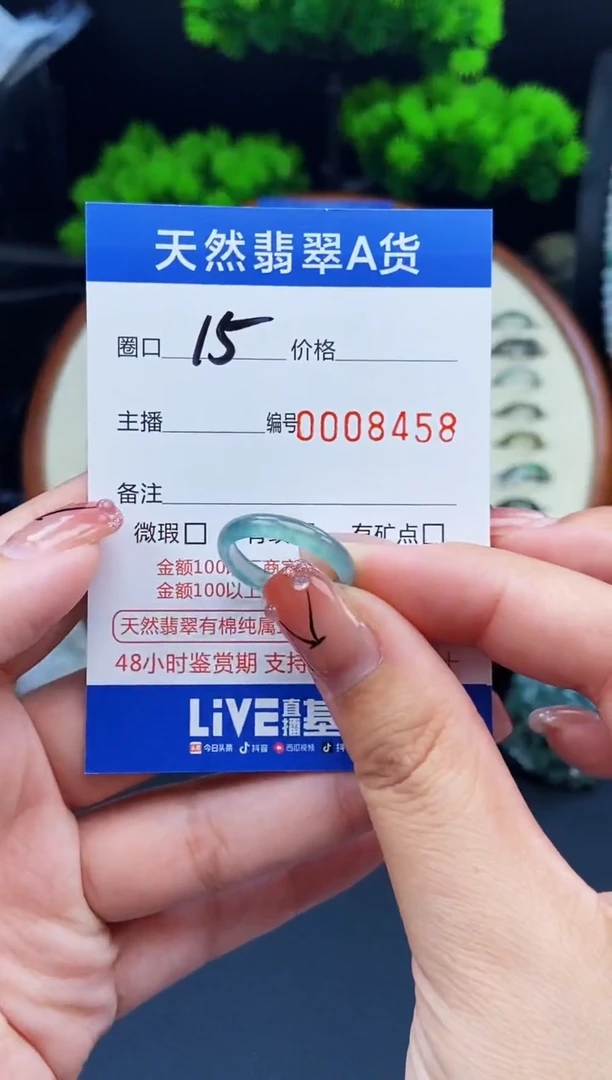 天然翡翠A货
圈口 15 价格
主播 编号0008458
备注
微瑕 有矿点
金额100
金额100以上
天然翡翠有棉纯属
48小时鉴赏期 支持
LiVE直播基
今日头条 抖音 西瓜视频 抖